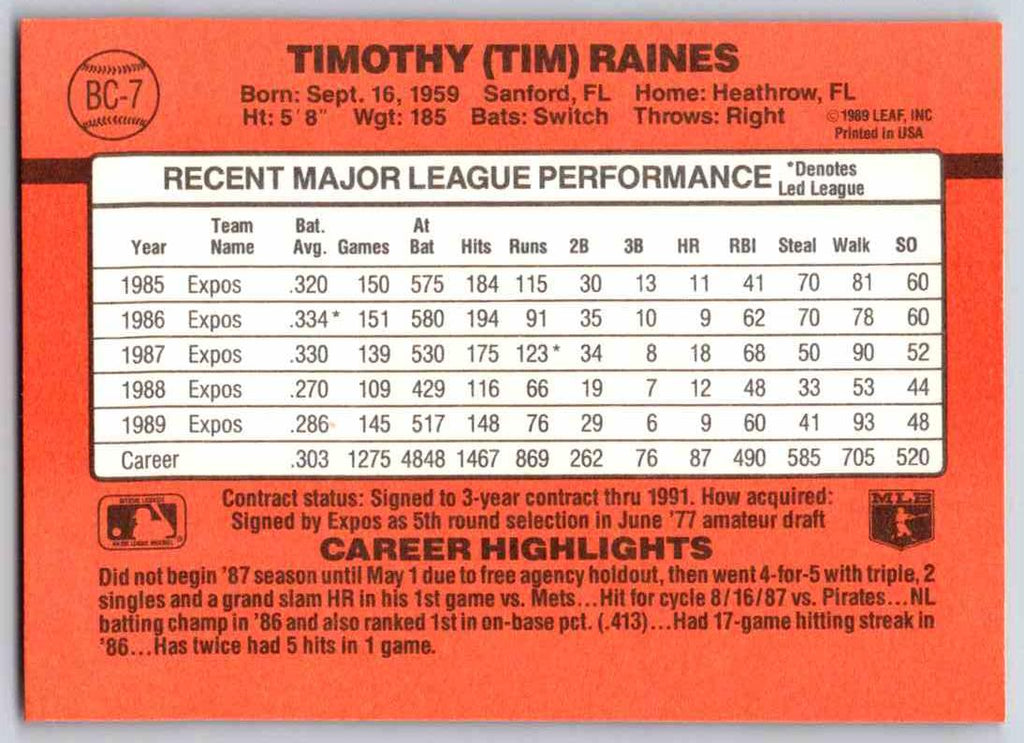 BC-7
TIMOTHY (TIM) RAINES
Born: Sept. 16, 1959 Sanford, FL Home: Heathrow, FL
Ht: 5' 8" Wgt: 185 Bats: Switch Throws: Right
©1989 LEAF, INC
Printed in USA
RECENT MAJOR LEAGUE PERFORMANCE
*Denotes
Led League
Year Team Name Bat. Avg. Games At Bat Hits Runs 2B 3B HR RBI Steal Walk SO
1985 Expos .320 150 575 184 115 30 13 11 41 70 81 60
1986 Expos .334* 151 580 194 91 35 10 9 62 70 78 60
1987 Expos .330 139 530 175 123* 34 8 18 68 50 90 52
1988 Expos .270 109 429 116 66 19 7 12 48 33 53 44
1989 Expos .286 145 517 148 76 29 6 9 60 41 93 48
Career .303 1275 4848 1467 869 262 76 87 490 585 705 520
Contract status: Signed to 3-year contract thru 1991. How acquired:
Signed by Expos as 5th round selection in June '77 amateur draft
MLB
CAREER HIGHLIGHTS
Did not begin '87 season until May 1 due to free agency holdout, then went 4-for-5 with triple, 2
singles and a grand slam HR in his 1st game vs. Mets...Hit for cycle 8/16/87 vs. Pirates...NL
batting champ in '86 and also ranked 1st in on-base pct. (.413)...Had 17-game hitting streak in
'86...Has twice had 5 hits in 1 game.